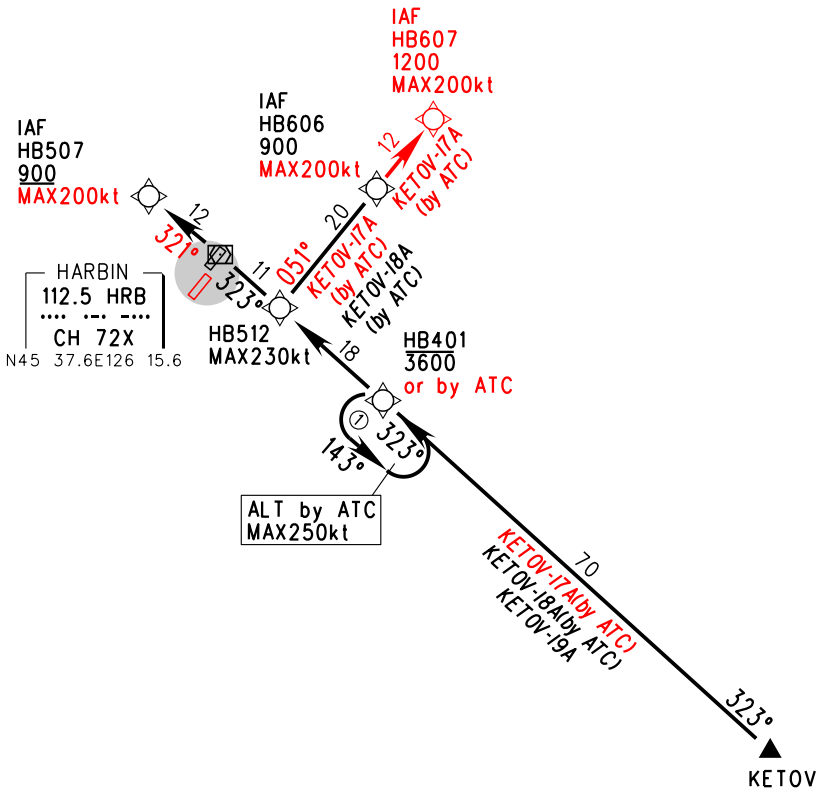 IAF
HB607
1200
MAX200kt
IAF
HB606
900
MAX200kt
IAF
HB507
900
MAX200kt
12
KETOV-17A
(by ATC)
20
051°
KETOV-17A
(by ATC)
KETOV-18A
(by ATC)
12
321°
11
323°
HARBIN
112.5 HRB
.... .-. -...
CH 72X
N45 37.6E126 15.6
HB512
MAX230kt
18
HB401
3600
or by ATC
1
323°
143°
ALT by ATC
MAX250kt
70
KETOV-17A(by ATC)
KETOV-18A(by ATC)
KETOV-19A
323°
KETOV